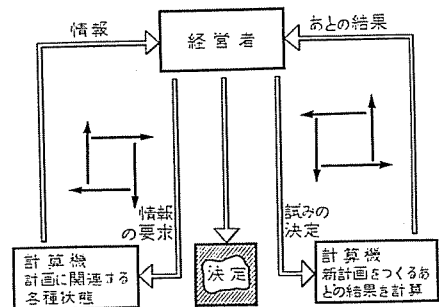 情報
経営者
あとの結果
情報
の要求
試みの
決定
計算機
計画に関連する
各種状態
決定
計算機
新計画をつくるあ
との結果を計算